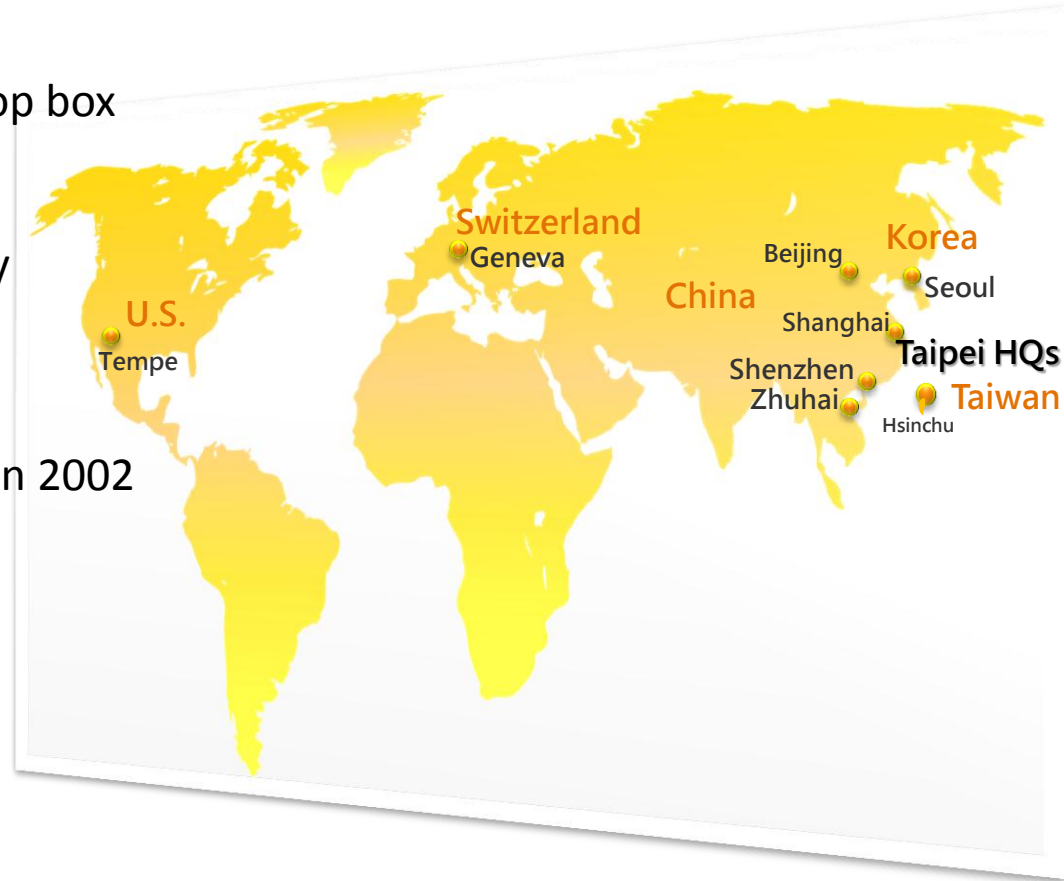 op box
y
n 2002
Switzerland
Geneva
Korea
Beijing
Seoul
China
U.S.
Tempe
Shanghai
Taipei HQs
Shenzhen
Zhuhai
Taiwan
Hsinchu